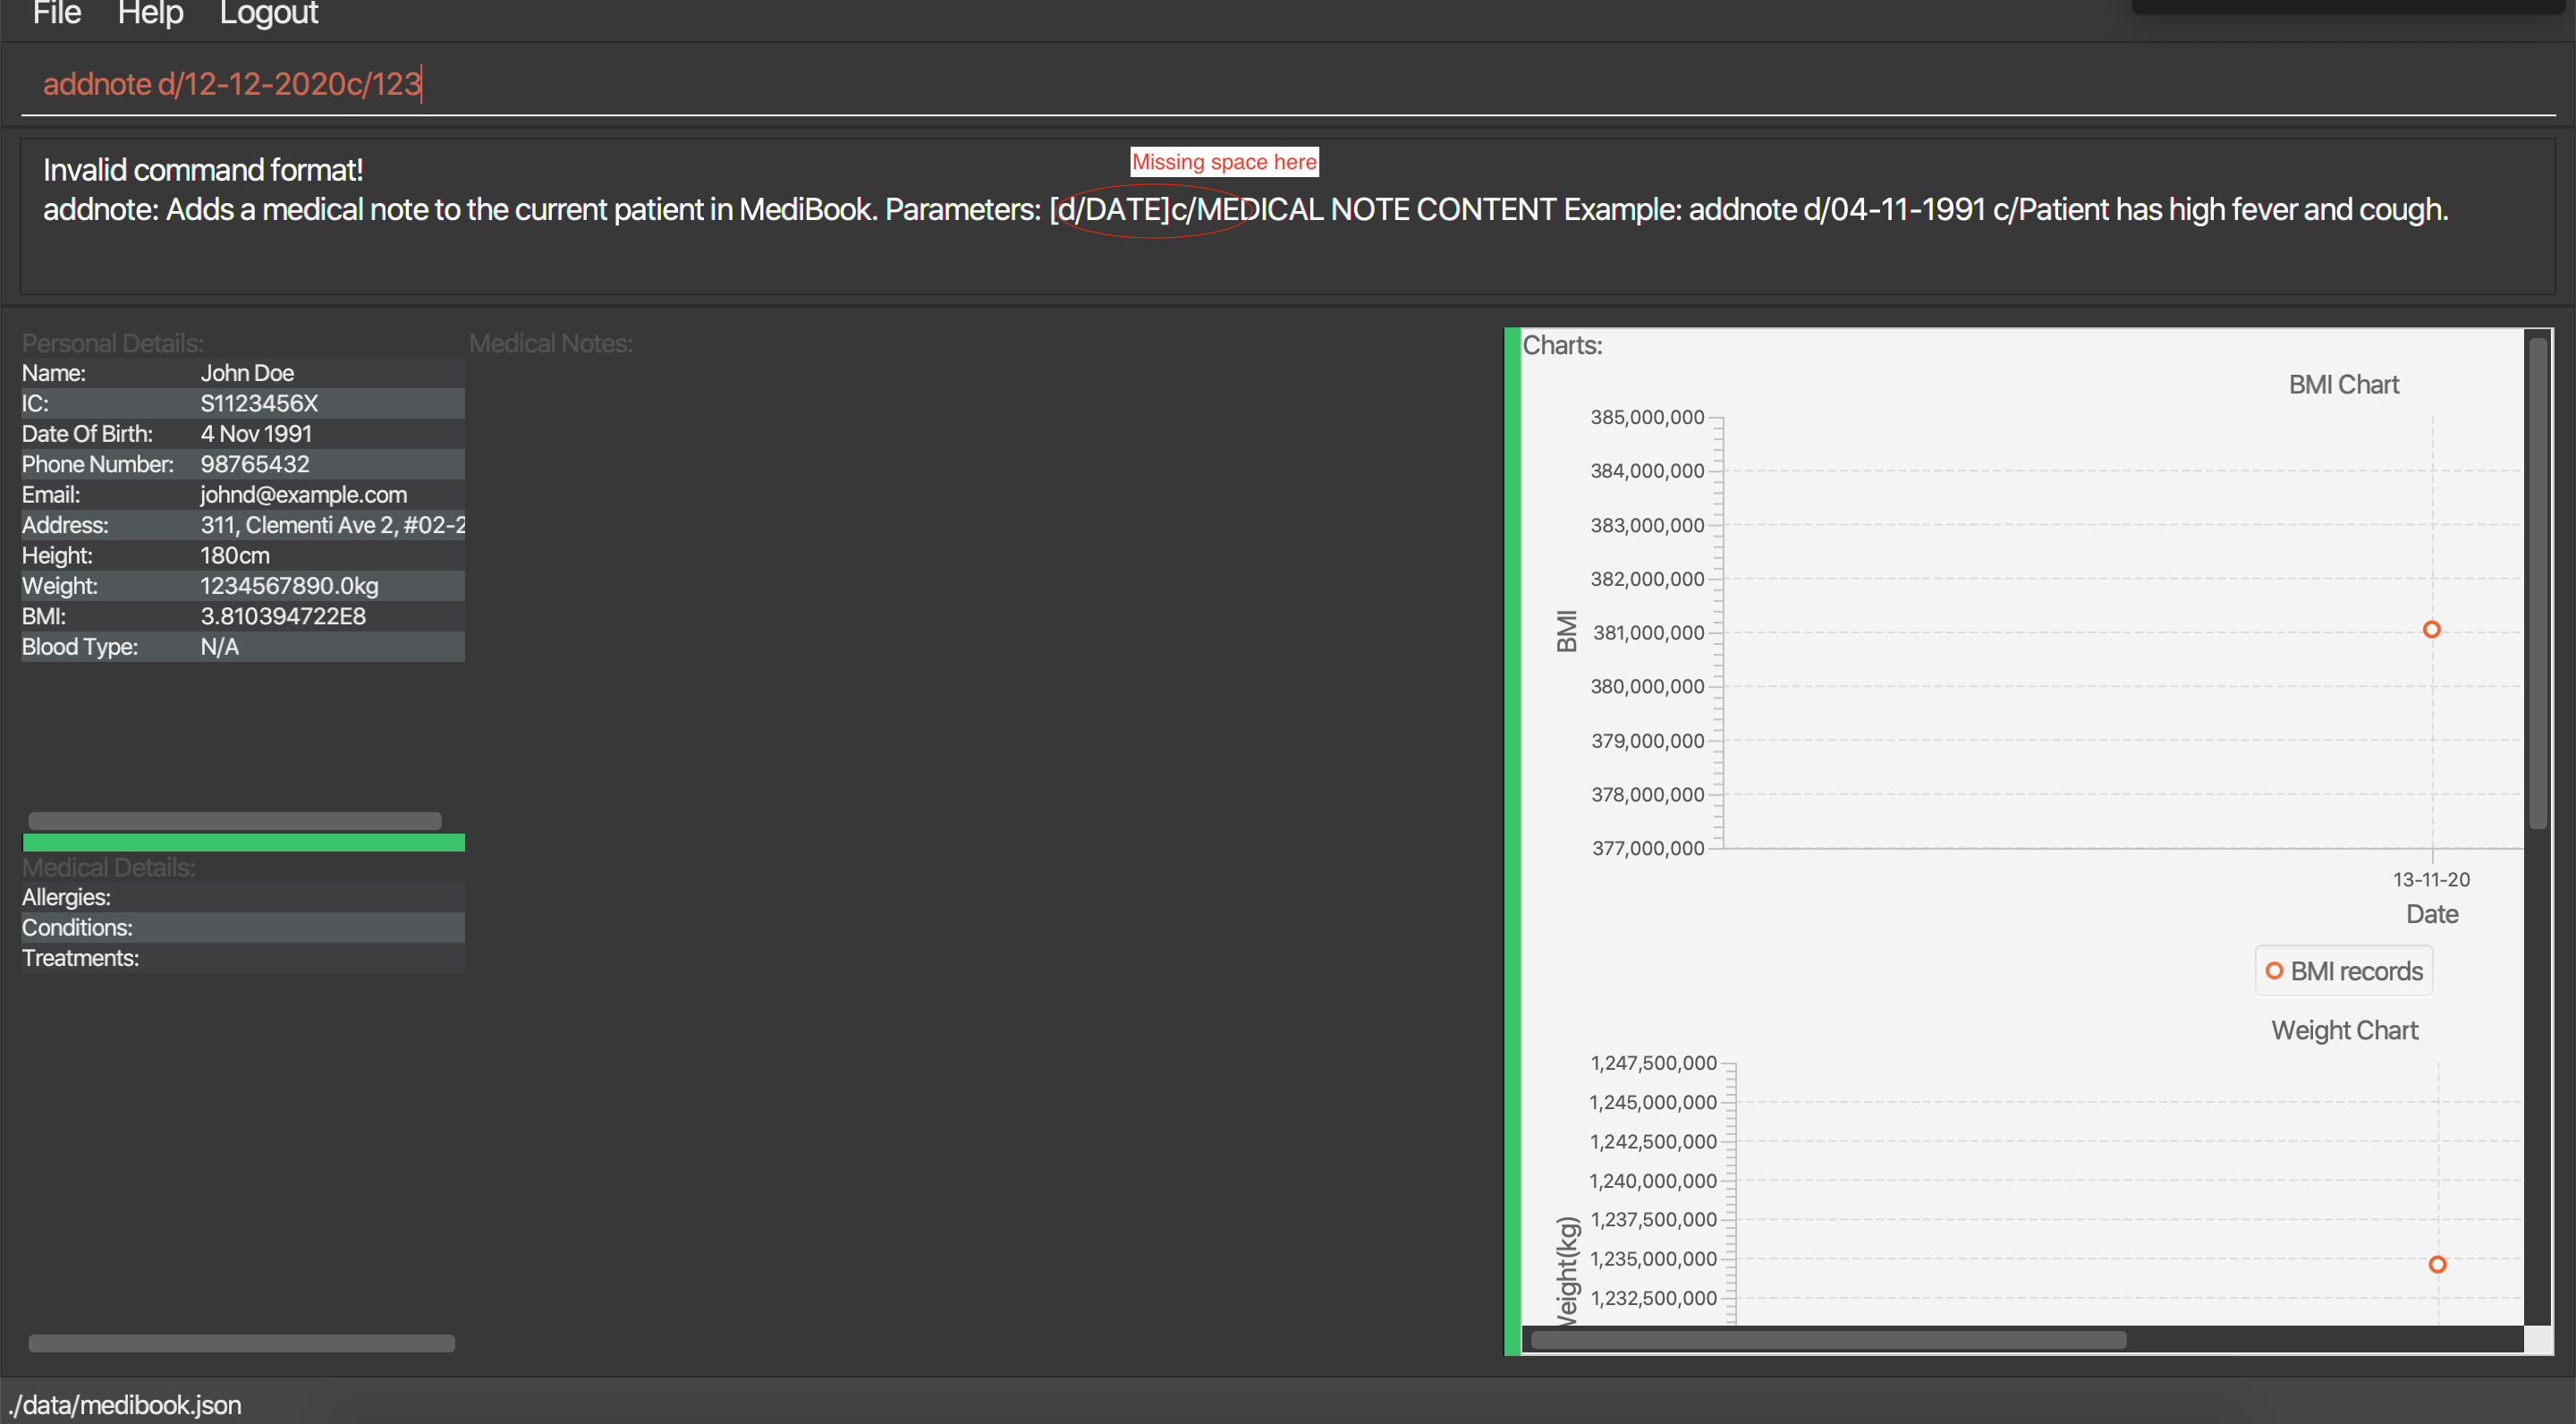 File Help Logout
addnote d/12-12-2020c/123
Missing space here
Invalid command format!
addnote: Adds a medical note to the current patient in MediBook. Parameters: [d/DATE]c/MEDICAL NOTE CONTENT Example: addnote d/04-11-1991 c/Patient has high fever and cough.
Personal Details:
Name: John Doe
IC: S1123456X
Date Of Birth: 4 Nov 1991
Phone Number: 98765432
Email: johnd@example.com
Address: 311, Clementi Ave 2, #02-2
Height: 180cm
Weight: 1234567890.0kg
BMI: 3.810394722E8
Blood Type: N/A
Medical Details:
Allergies:
Conditions:
Treatments:
Medical Notes:
Charts:
BMI Chart
385,000,000
384,000,000
383,000,000
382,000,000
381,000,000
380,000,000
379,000,000
378,000,000
377,000,000
BMI
13-11-20
Date
BMI records
Weight Chart
1,247,500,000
1,245,000,000
1,242,500,000
1,240,000,000
1,237,500,000
1,235,000,000
1,232,500,000
Weight(kg)
./data/medibook.json